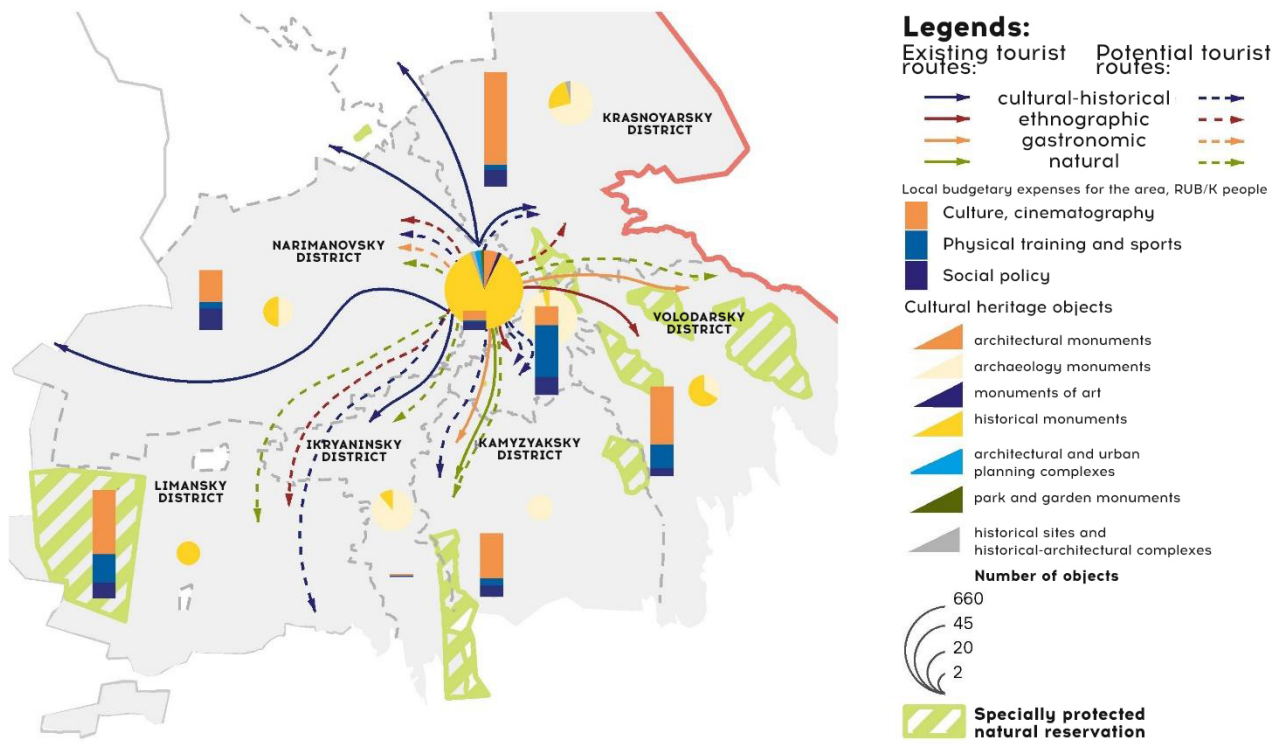 KRASNOYARSKY
DISTRICT
NARIMANOVSKY
DISTRICT
VOLODARSKY
DISTRICT
IKRYANINSKY
DISTRICT
KAMYZYAKSKY
DISTRICT
LIMANSKY
DISTRICT
Legends:
Existing tourist
routes:
Potential tourist
routes:
cultural-historical
ethnographic
gastronomic
natural
Local budgetary expenses for the area, RUB/K people
Culture, cinematography
Physical training and sports
Social policy
Cultural heritage objects
architectural monuments
archaeology monuments
monuments of art
historical monuments
architectural and urban
planning complexes
park and garden monuments
historical sites and
historical-architectural complexes
Number of objects
660
45
20
2
Specially protected
natural reservation